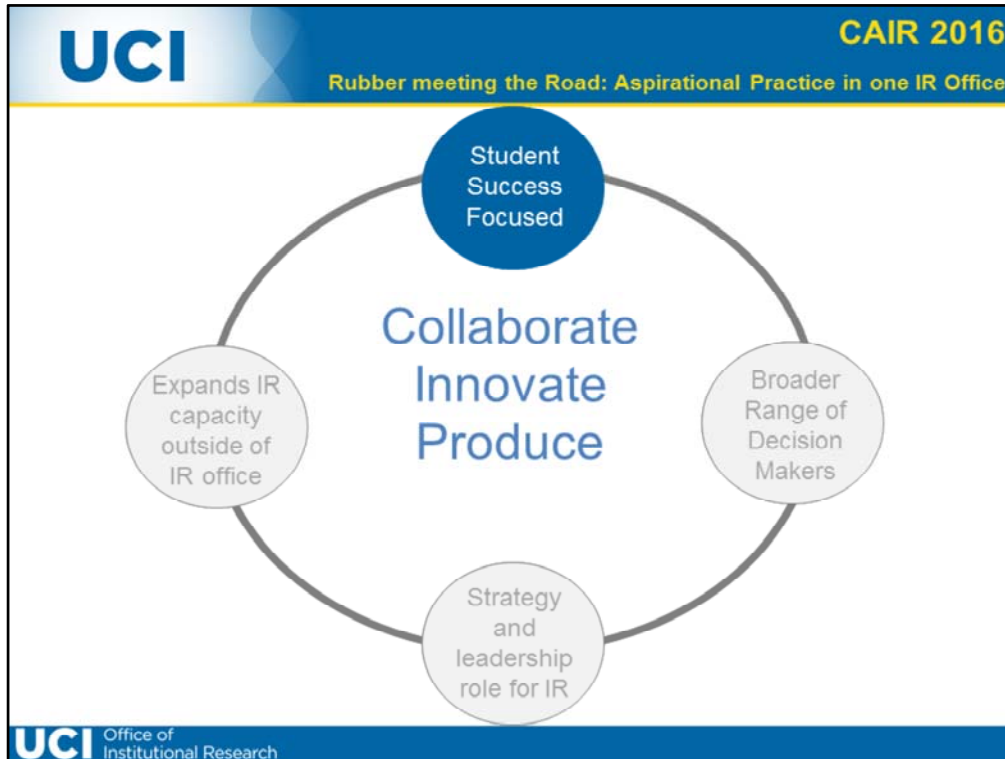 UCI
CAIR 2016
Rubber meeting the Road: Aspirational Practice in one IR Office
Student
Success
Focused
Collaborate
Innovate
Produce
Expands IR
capacity
outside of
IR office
Broader
Range of
Decision
Makers
Strategy
and
leadership
role for IR
UCI
Office of
Institutional Research